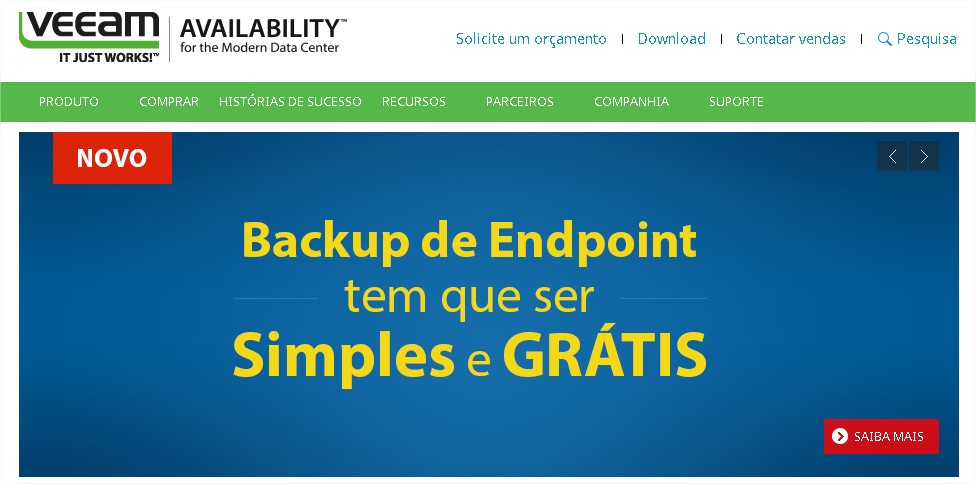 veeam
IT JUST WORKS!™
AVAILABILITY™
for the Modern Data Center
Solicite um orçamento | Download | Contatar vendas | Pesquisa
PRODUTO COMPRAR HISTÓRIAS DE SUCESSO RECURSOS PARCEIROS COMPANHIA SUPORTE
NOVO
Backup de Endpoint
tem que ser
Simples e GRÁTIS
SAIBA MAIS